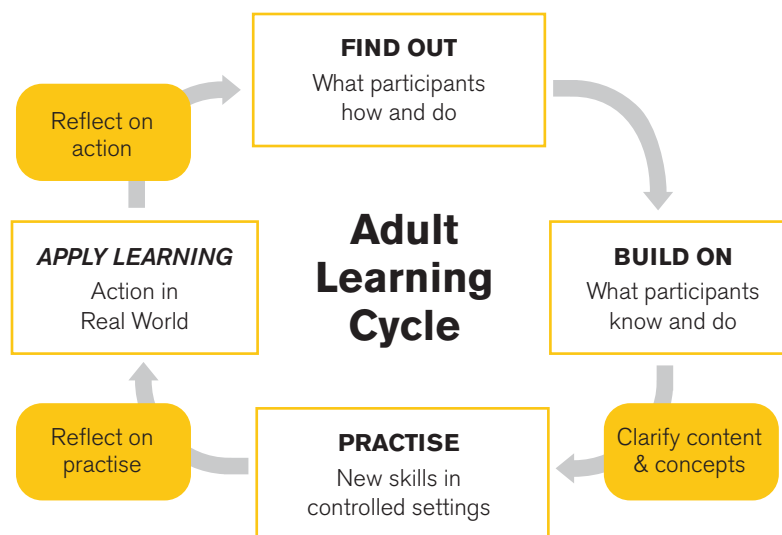 FIND OUT
What participants
how and do
Reflect on
action
Adult
Learning
Cycle
APPLY LEARNING
Action in
Real World
BUILD ON
What participants
know and do
Reflect on
practise
PRACTISE
New skills in
controlled settings
Clarify content
& concepts